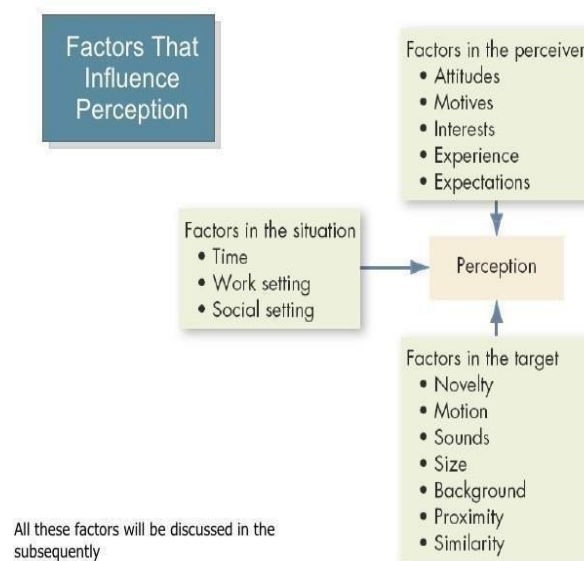 Factors That
Influence
Perception
Factors in the perceiver
• Attitudes
• Motives
• Interests
• Experience
• Expectations
Factors in the situation
• Time
• Work setting
• Social setting
Perception
Factors in the target
• Novelty
• Motion
• Sounds
• Size
• Background
• Proximity
• Similarity
All these factors will be discussed in the
subsequently